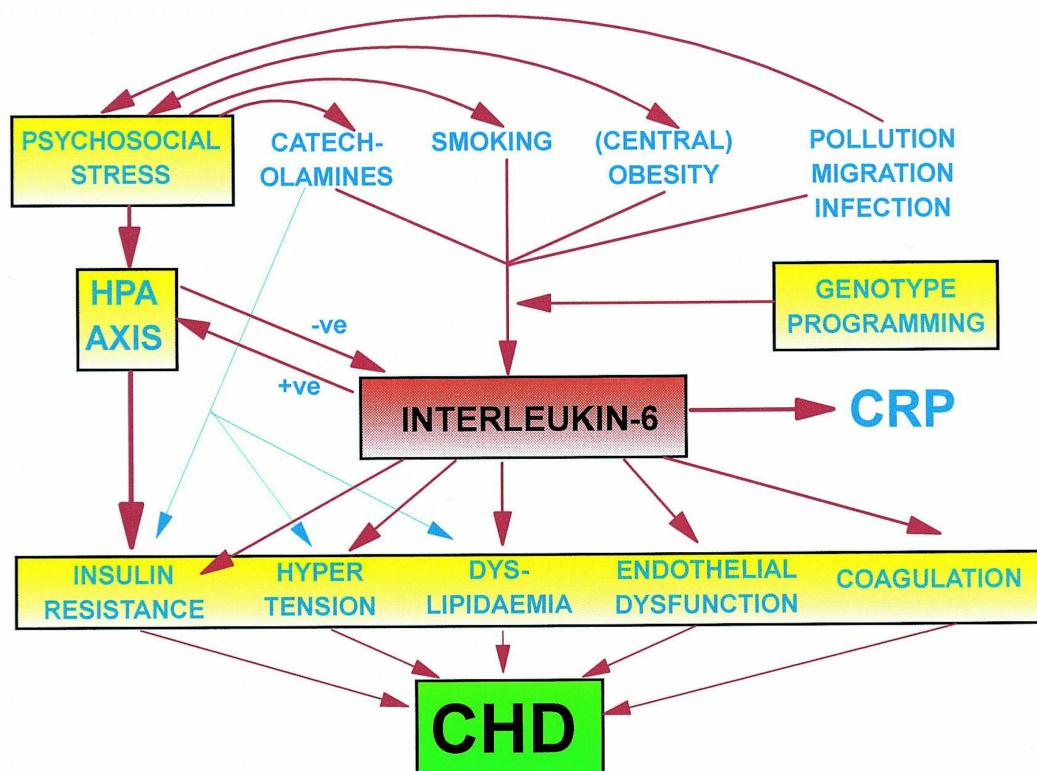 PSYCHOSOCIAL
STRESS
CATECH-
OLAMINES
SMOKING
(CENTRAL)
OBESITY
POLLUTION
MIGRATION
INFECTION
HPA
AXIS
-ve
+ve
GENOTYPE
PROGRAMMING
INTERLEUKIN-6
CRP
INSULIN
RESISTANCE
HYPER
TENSION
DYS-
LIPIDAEMIA
ENDOTHELIAL
DYSFUNCTION
COAGULATION
CHD